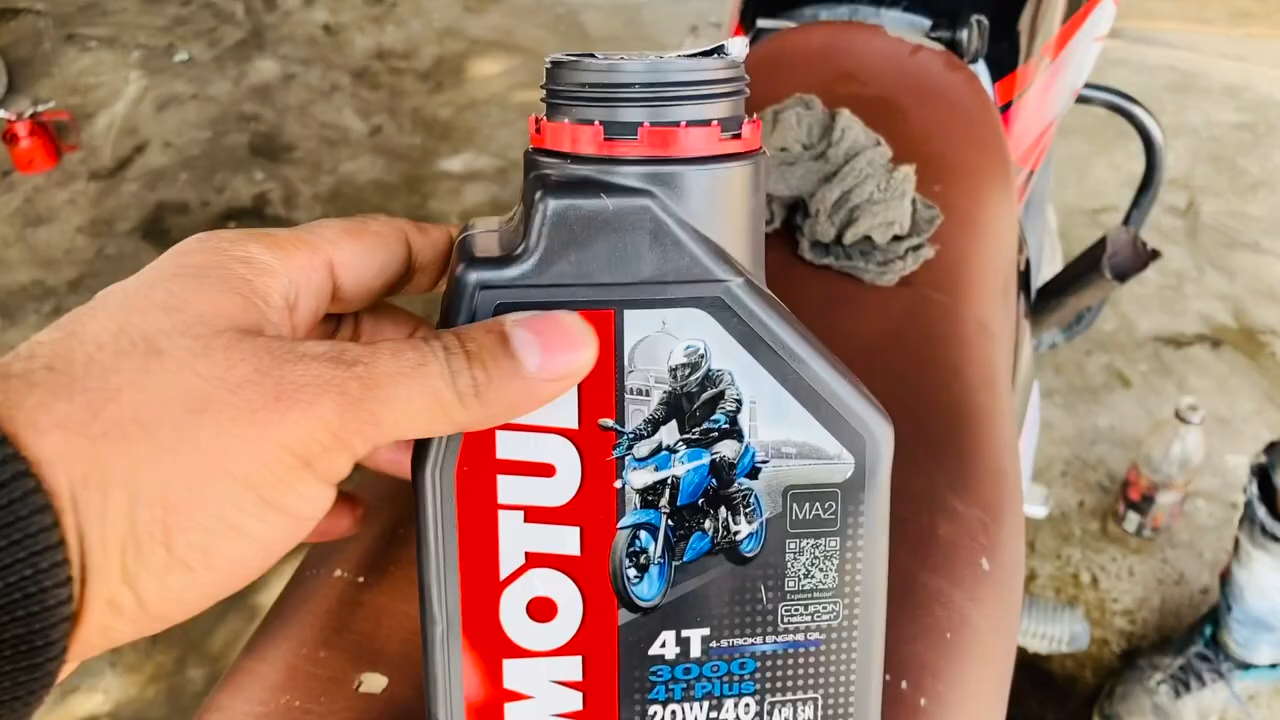 MOTUL
MA2
Explore Motul
COUPON
Inside Can*
4T 4-STROKE ENGINE OIL
3000
4T Plus
20W-40 API SN